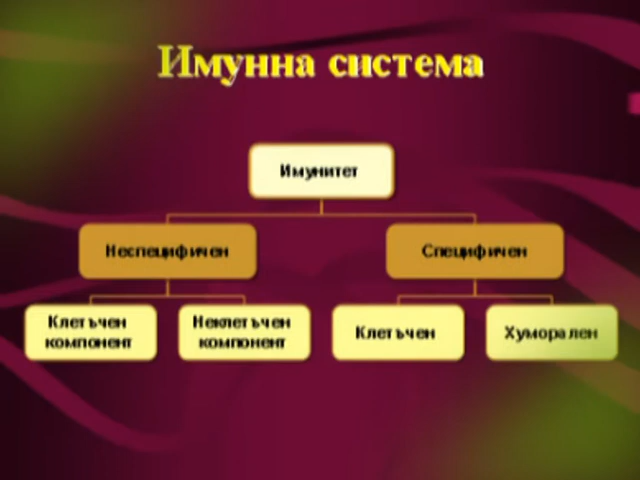 Имунна система
Имунитет
Неспецифичен
Специфичен
Клетъчен
компонент
Неклетъчен
компонент
Клетъчен
Хуморален